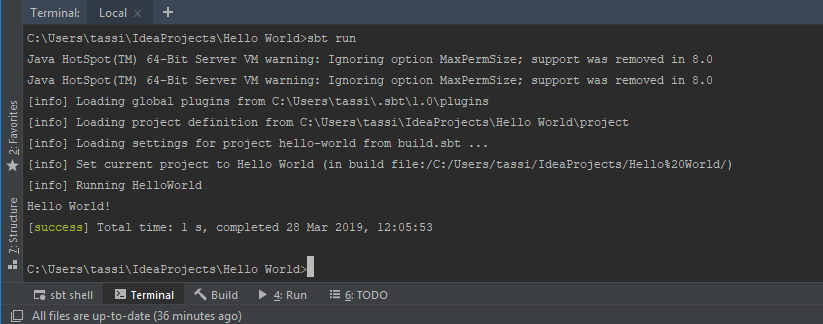 Terminal: Local × +
C:\Users\tassi\IdeaProjects\Hello World>sbt run
Java HotSpot(TM) 64-Bit Server VM warning: Ignoring option MaxPermSize; support was removed in 8.0
Java HotSpot(TM) 64-Bit Server VM warning: Ignoring option MaxPermSize; support was removed in 8.0
[info] Loading global plugins from C:\Users\tassi\.sbt\1.0\plugins
[info] Loading project definition from C:\Users\tassi\IdeaProjects\Hello World\project
[info] Loading settings for project hello-world from build.sbt ...
[info] Set current project to Hello World (in build file:/C:/Users/tassi/IdeaProjects/Hello%20World/)
[info] Running HelloWorld
Hello World!
[success] Total time: 1 s, completed 28 Mar 2019, 12:05:53
C:\Users\tassi\IdeaProjects\Hello World>
2: Favorites
7: Structure
sbt shell Terminal Build 4: Run 6: TODO
All files are up-to-date (36 minutes ago)